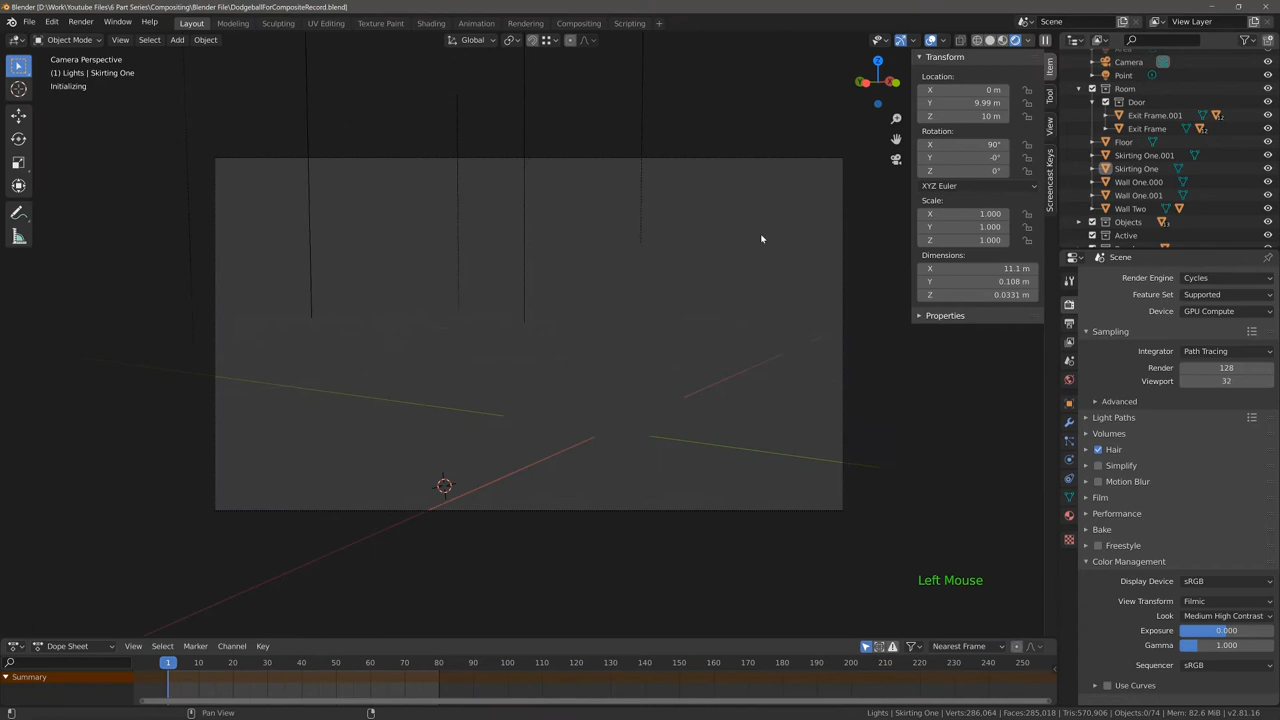 Blender [D:\Work\Youtube Files\6 Part Series\Compositing\Blender File\DodgeballForCompositeRecord.blend]
File Edit Render Window Help Layout Modeling Sculpting UV Editing Texture Paint Shading Animation Rendering Compositing Scripting + Scene View Layer
Object Mode View Select Add Object Global
Camera Perspective
(1) Lights | Skirting One
Initializing
Z
X
Transform
Location:
X 0 m
Y 9.99 m
Z 10 m
Rotation:
X 90°
Y -0°
Z 0°
XYZ Euler
Scale:
X 1.000
Y 1.000
Z 1.000
Dimensions:
X 11.1 m
Y 0.108 m
Z 0.0331 m
Properties
Item
Tool
View
Screencast Keys
Camera
Point
Room
Door
Exit Frame.001
Exit Frame
Floor
Skirting One.001
Skirting One
Wall One.000
Wall One.001
Wall Two
Objects
Active
Scene
Render Engine Cycles
Feature Set Supported
Device GPU Compute
Sampling
Integrator Path Tracing
Render 128
Viewport 32
Advanced
Light Paths
Volumes
Hair
Simplify
Motion Blur
Film
Performance
Bake
Freestyle
Color Management
Display Device sRGB
View Transform Filmic
Look Medium High Contrast
Exposure 0.000
Gamma 1.000
Sequencer sRGB
Use Curves
Left Mouse
Dope Sheet View Select Marker Channel Key Nearest Frame
1 10 20 30 40 50 60 70 80 90 100 110 120 130 140 150 160 170 180 190 200 210 220 230 240 250
Summary
Pan View
Lights | Skirting One | Verts:286,064 | Faces:285,018 | Tris:570,906 | Objects:0/74 | Mem: 82.6 MiB | v2.81.16